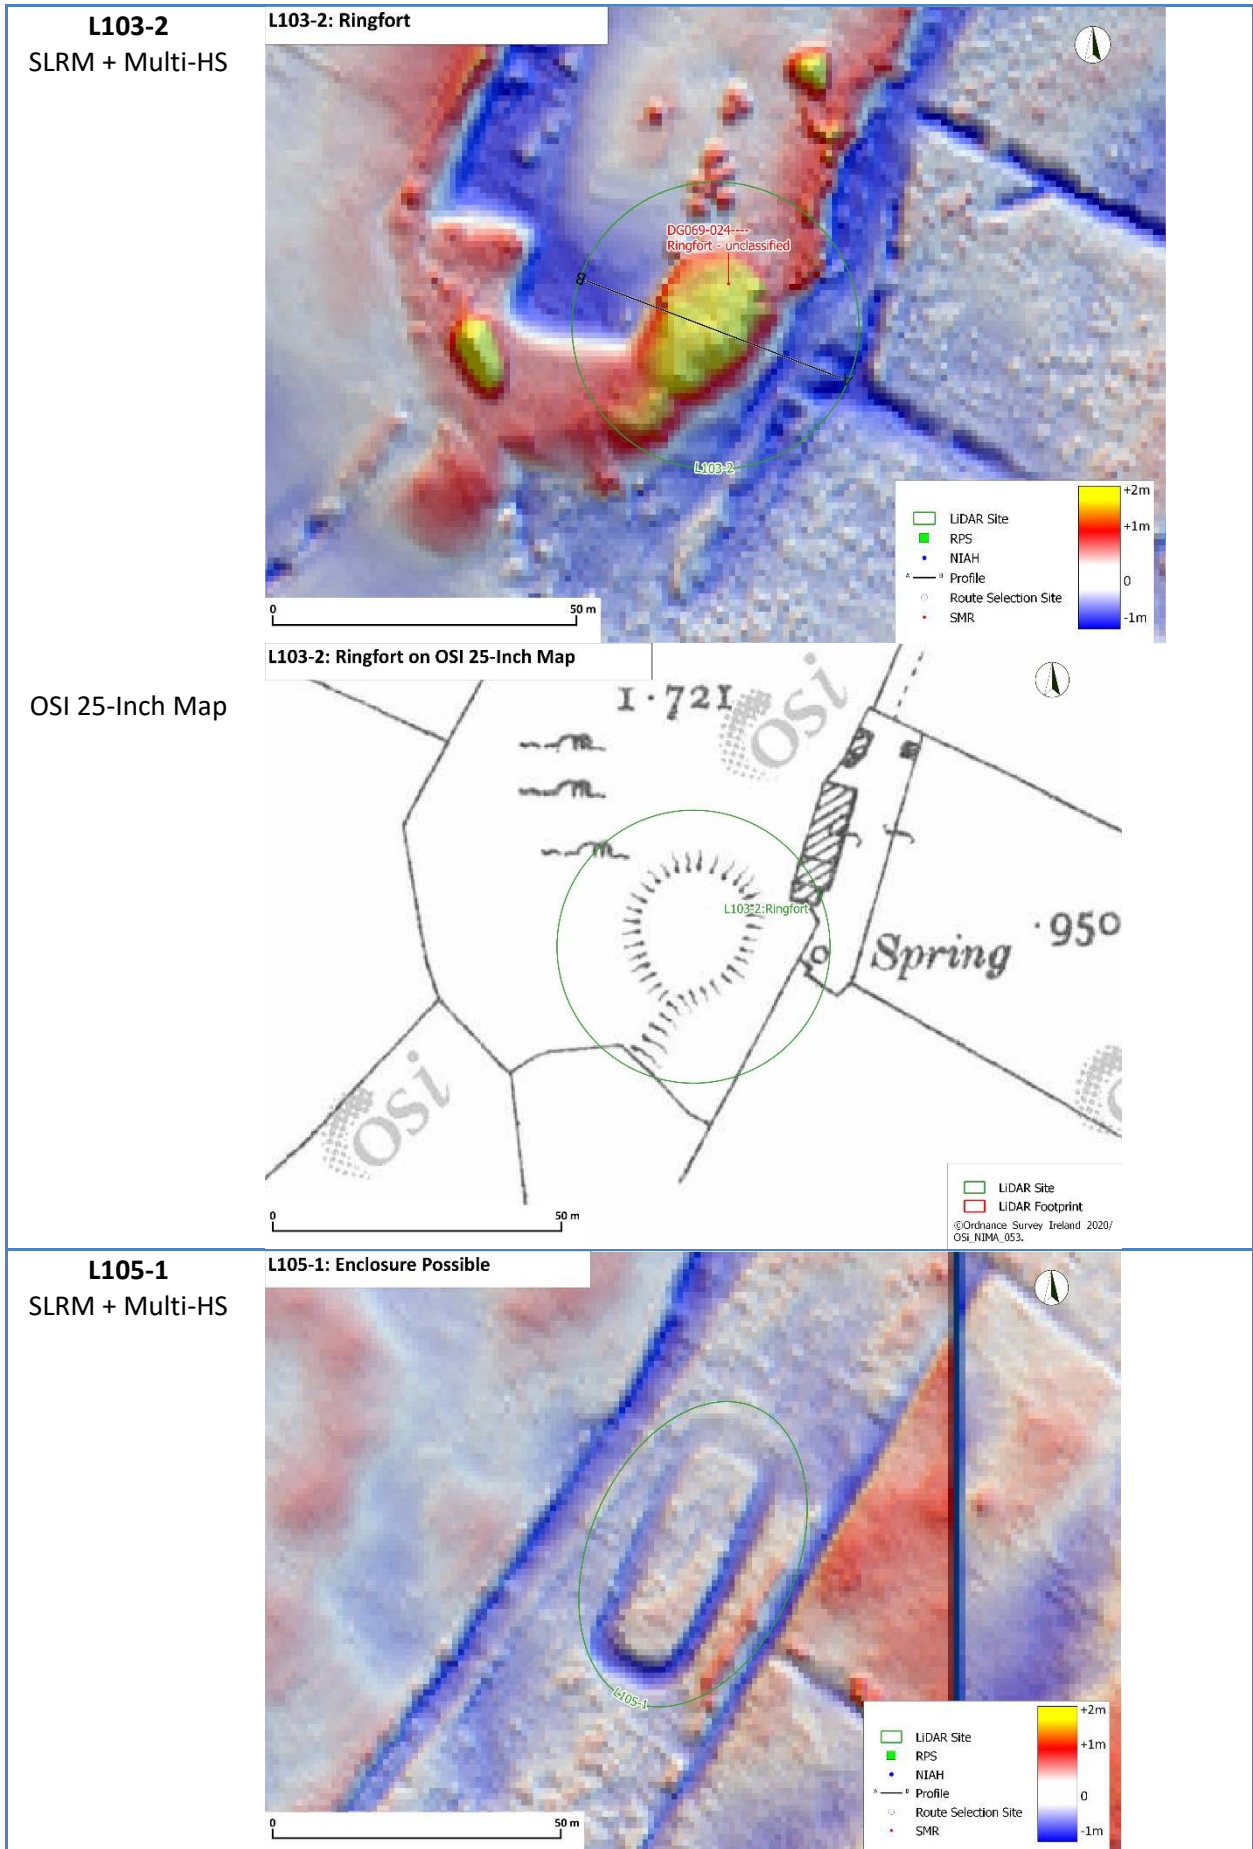 L103-2
SLRM + Multi-HS
L103-2: Ringfort
DG069-024----
Ringfort - unclassified
B
L103-2
LiDAR Site
RPS
NIAH
A B Profile
Route Selection Site
SMR
+2m
+1m
0
-1m
0 50 m
OSI 25-Inch Map
L103-2: Ringfort on OSI 25-Inch Map
1·721
osi
L103-2:Ringfort
Spring ·950
osi
LiDAR Site
LiDAR Footprint
©Ordnance Survey Ireland 2020/
OSi_NIMA_053.
0 50 m
L105-1
SLRM + Multi-HS
L105-1: Enclosure Possible
L105-1
LiDAR Site
RPS
NIAH
A B Profile
Route Selection Site
SMR
+2m
+1m
0
-1m
0 50 m